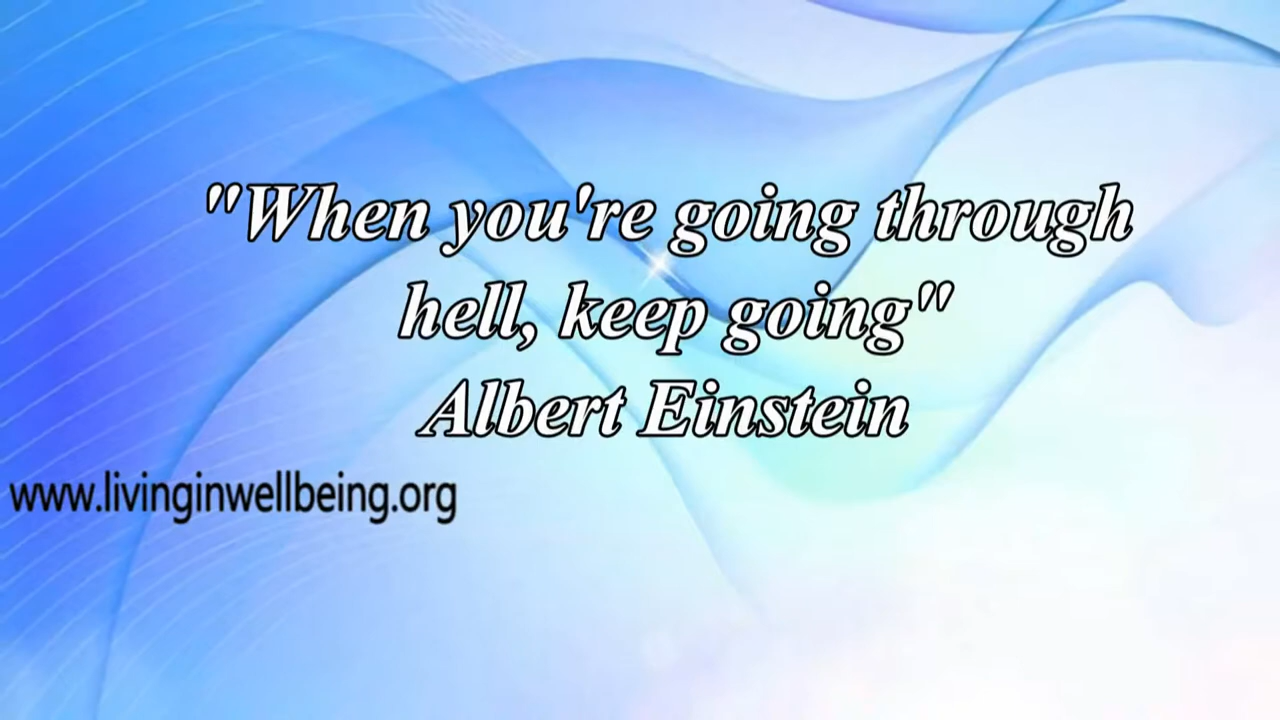 "When you're going through
hell, keep going"
Albert Einstein
www.livinginwellbeing.org